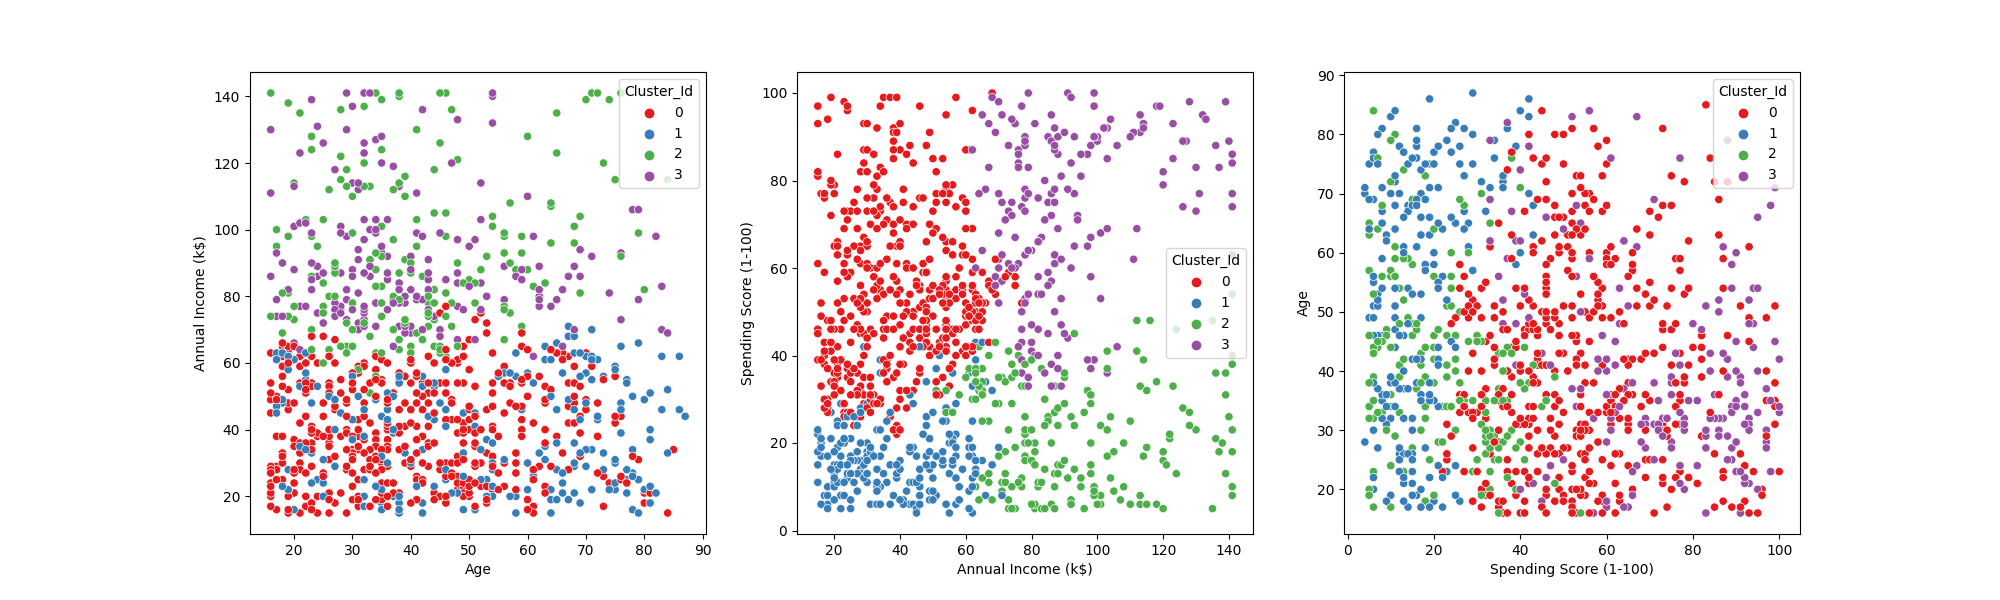 Annual Income (k$)
140
120
100
80
60
40
20
20 30 40 50 60 70 80 90
Age
Cluster_Id
0
1
2
3
Spending Score (1-100)
100
80
60
40
20
0
20 40 60 80 100 120 140
Annual Income (k$)
Cluster_Id
0
1
2
3
Age
90
80
70
60
50
40
30
20
0 20 40 60 80 100
Spending Score (1-100)
Cluster_Id
0
1
2
3